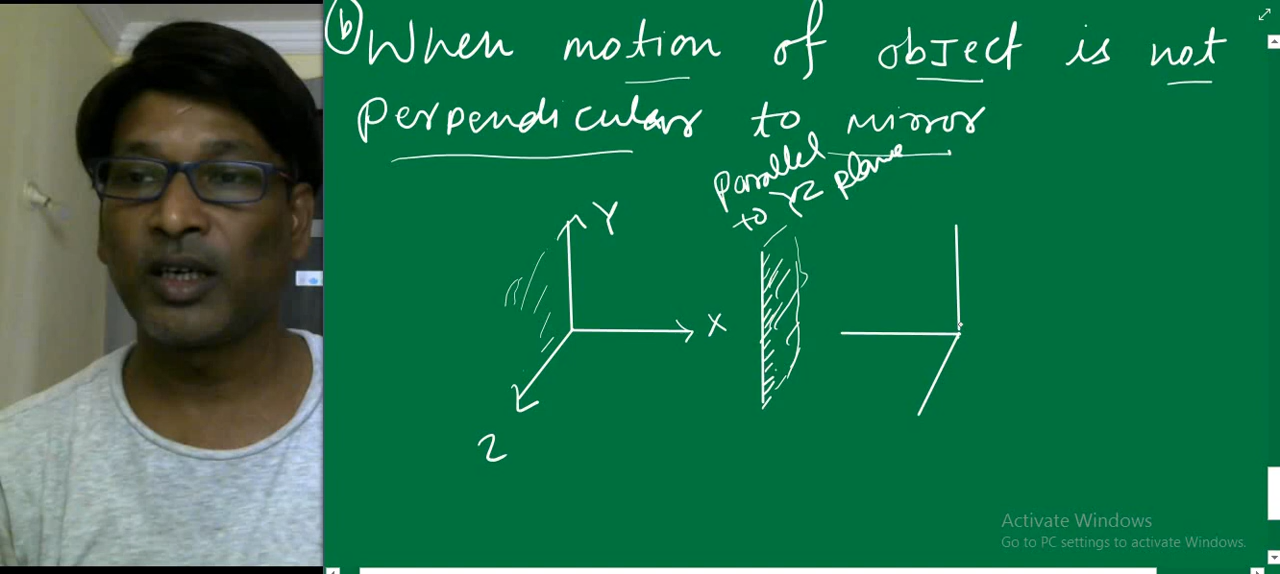 (b) When motion of object is not
perpendicular to mirror
Parallel
to YZ plane
Y
X
Z
Activate Windows
Go to PC settings to activate Windows.